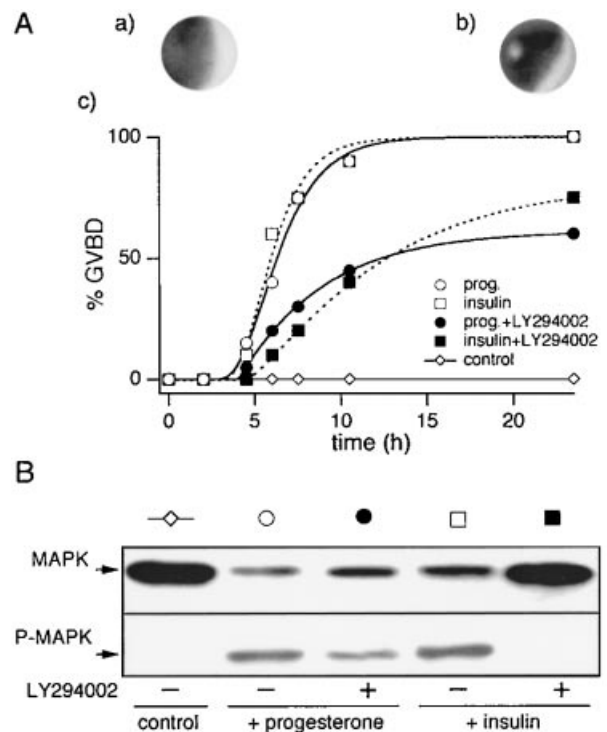 A
a)
b)
c)
100
50
0
% GVBD
prog.
insulin
prog.+LY294002
insulin+LY294002
control
0 5 10 15 20
time (h)
B
MAPK
P-MAPK
LY294002 − − + − +
control + progesterone + insulin